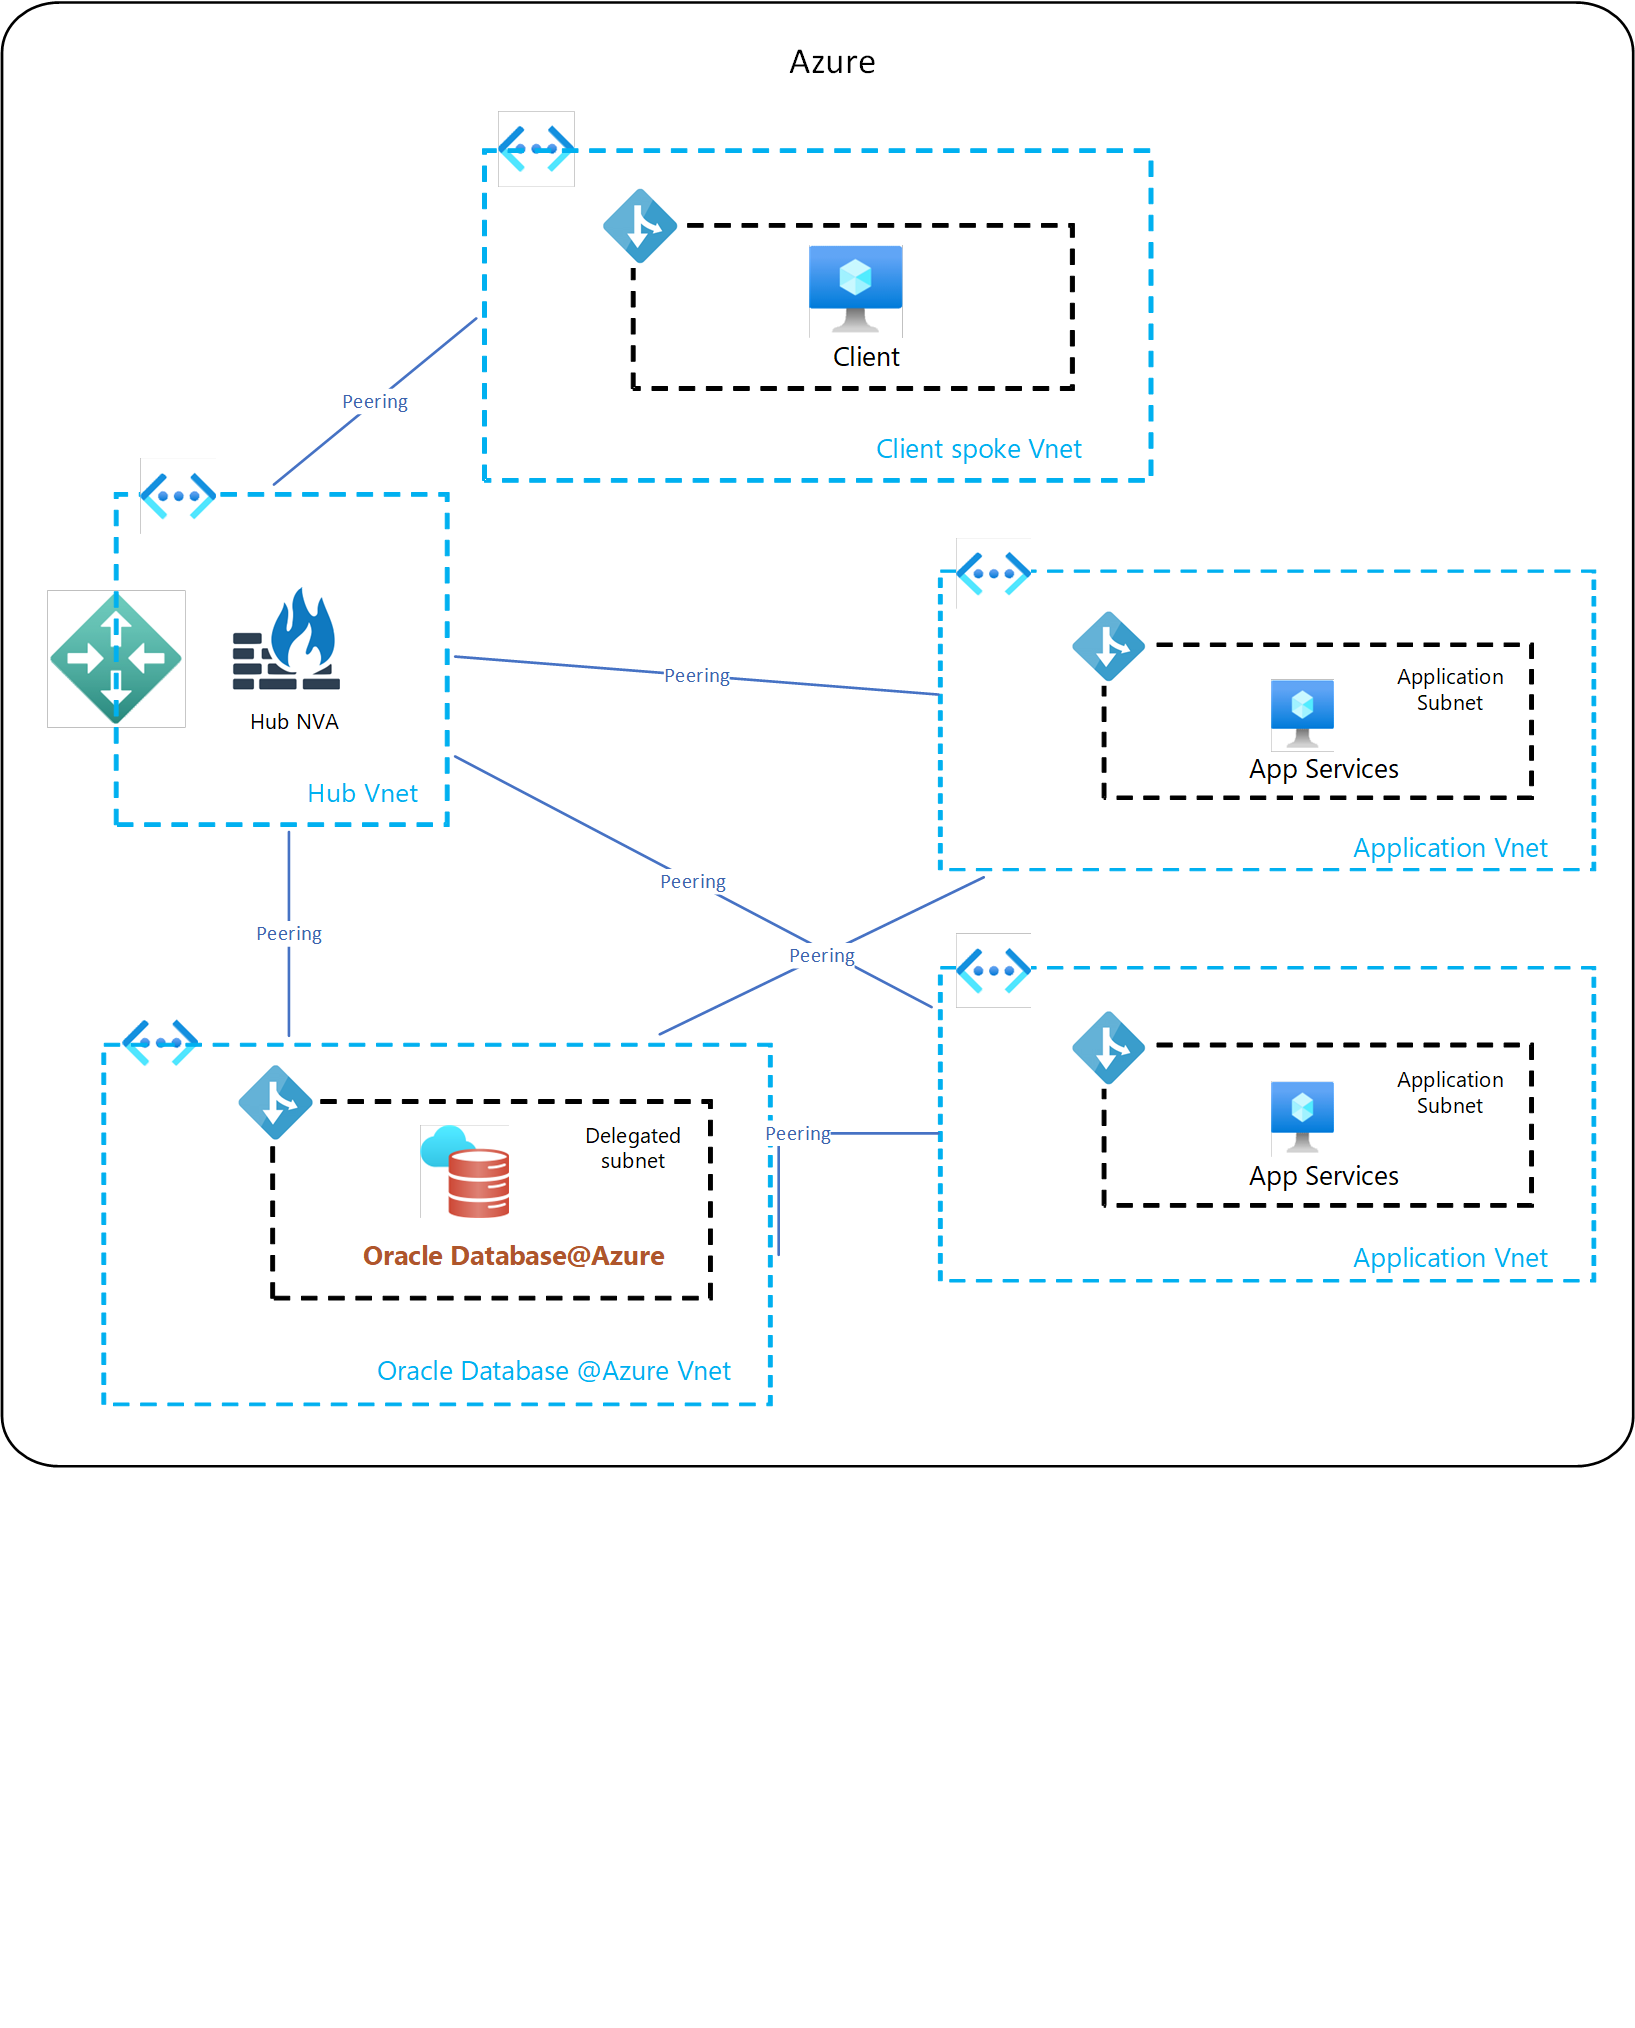 Azure
Client
Client spoke Vnet
Peering
Hub NVA
Hub Vnet
Peering
Application
Subnet
App Services
Application Vnet
Peering
Peering
Peering
Application
Subnet
App Services
Application Vnet
Peering
Delegated
subnet
Oracle Database@Azure
Oracle Database @Azure Vnet